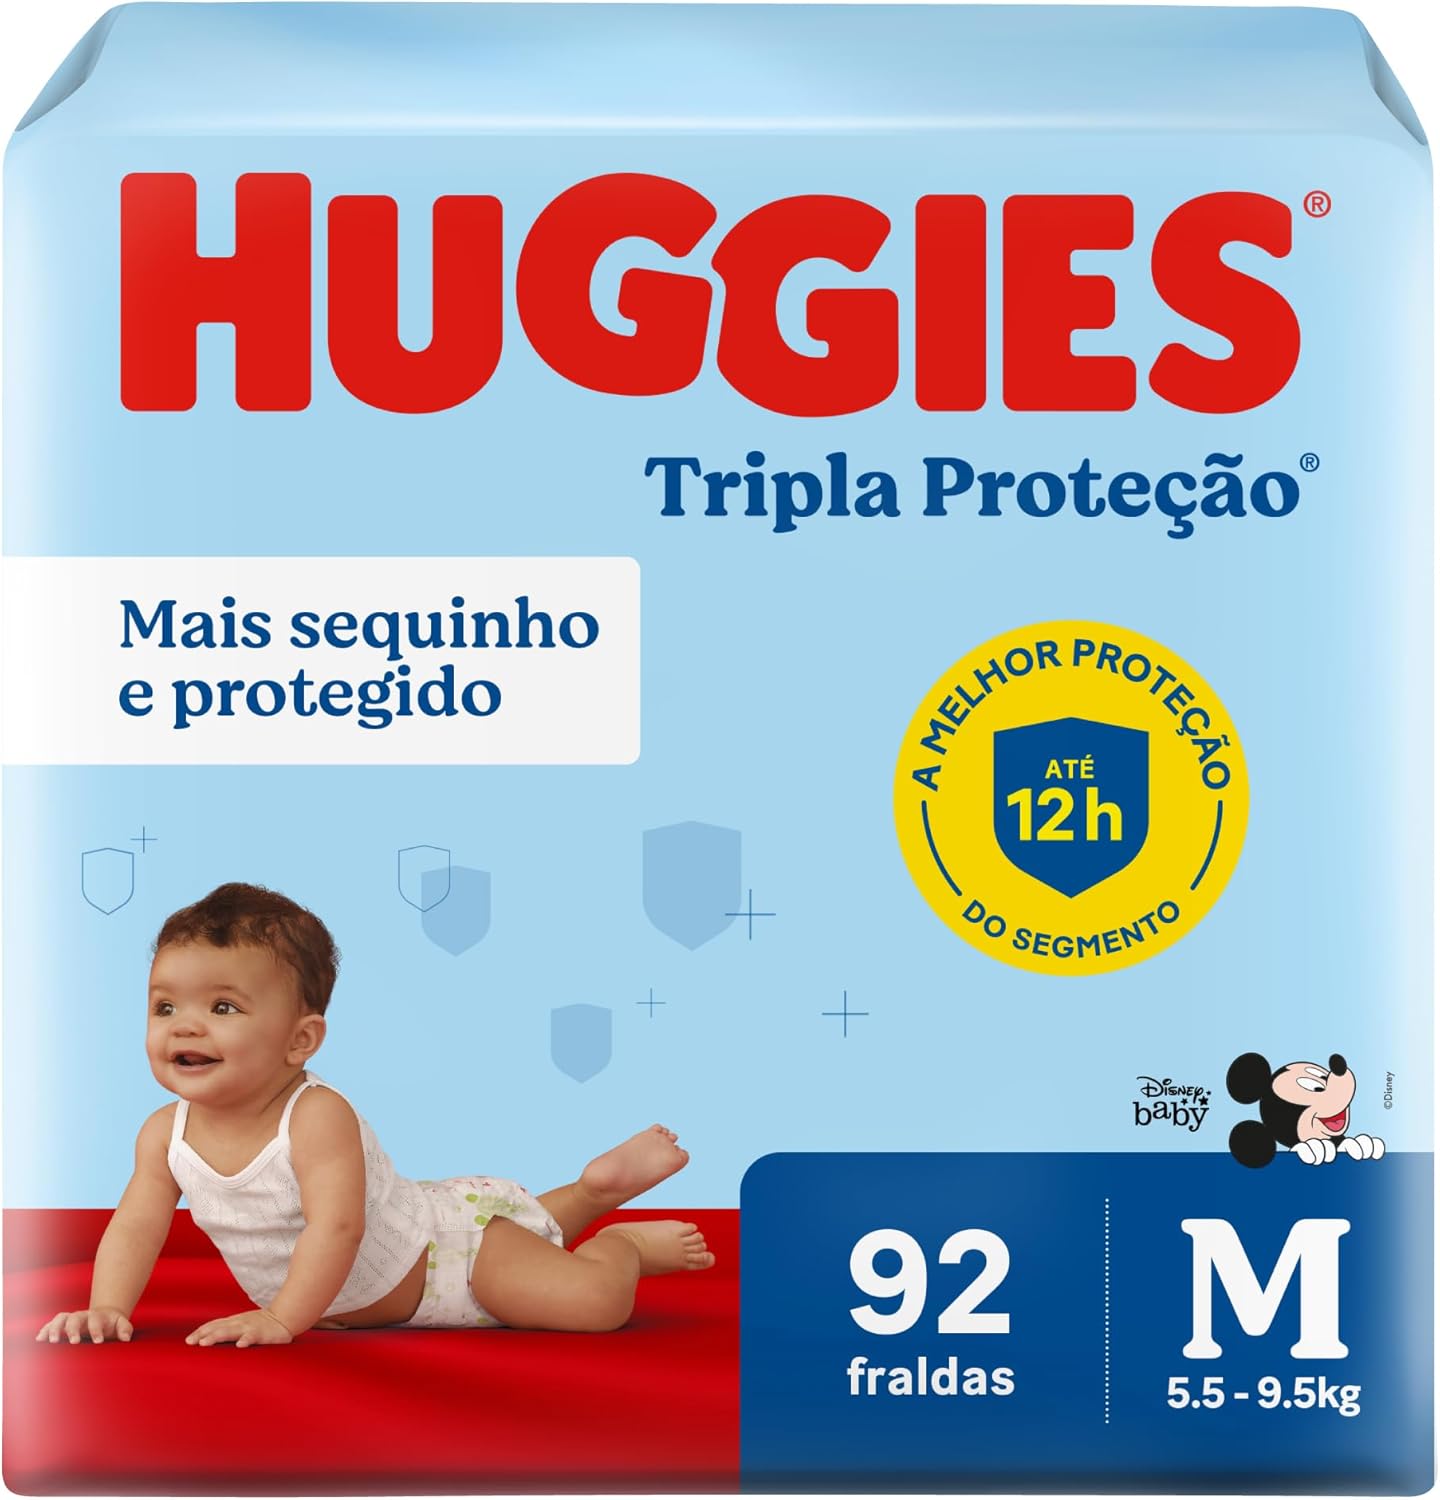 HUGGIES®
Tripla Proteção®
Mais sequinho
e protegido
A MELHOR PROTEÇÃO
ATÉ
12h
DO SEGMENTO
Disney
baby
©Disney
92
fraldas
M
5.5 - 9.5kg